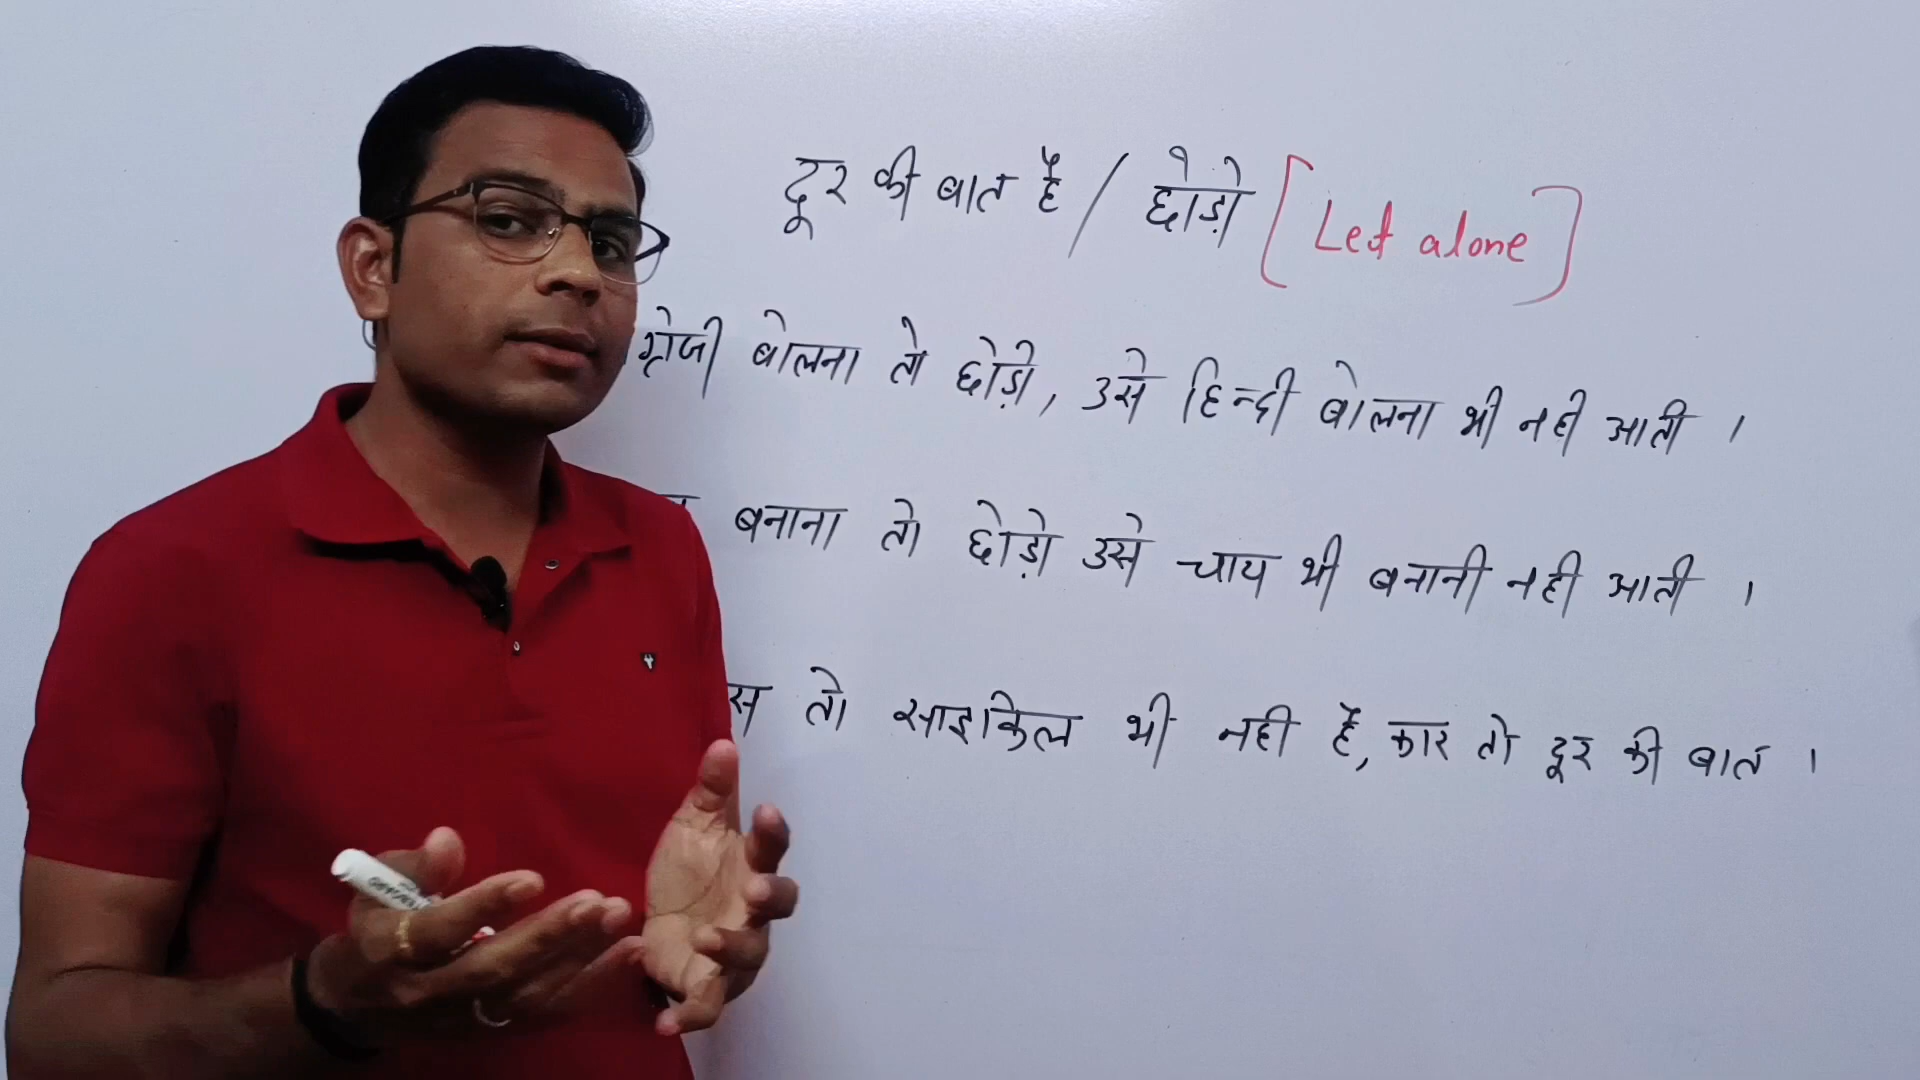 दूर की बात है / छोड़ो [Let alone]
बोलना तो छोड़ो, उसे हिन्दी बोलना भी नही आती ।
बनाना तो छोड़ो उसे चाय भी बनानी नही आती ।
तो साइकिल भी नही है, कार तो दूर की बात ।